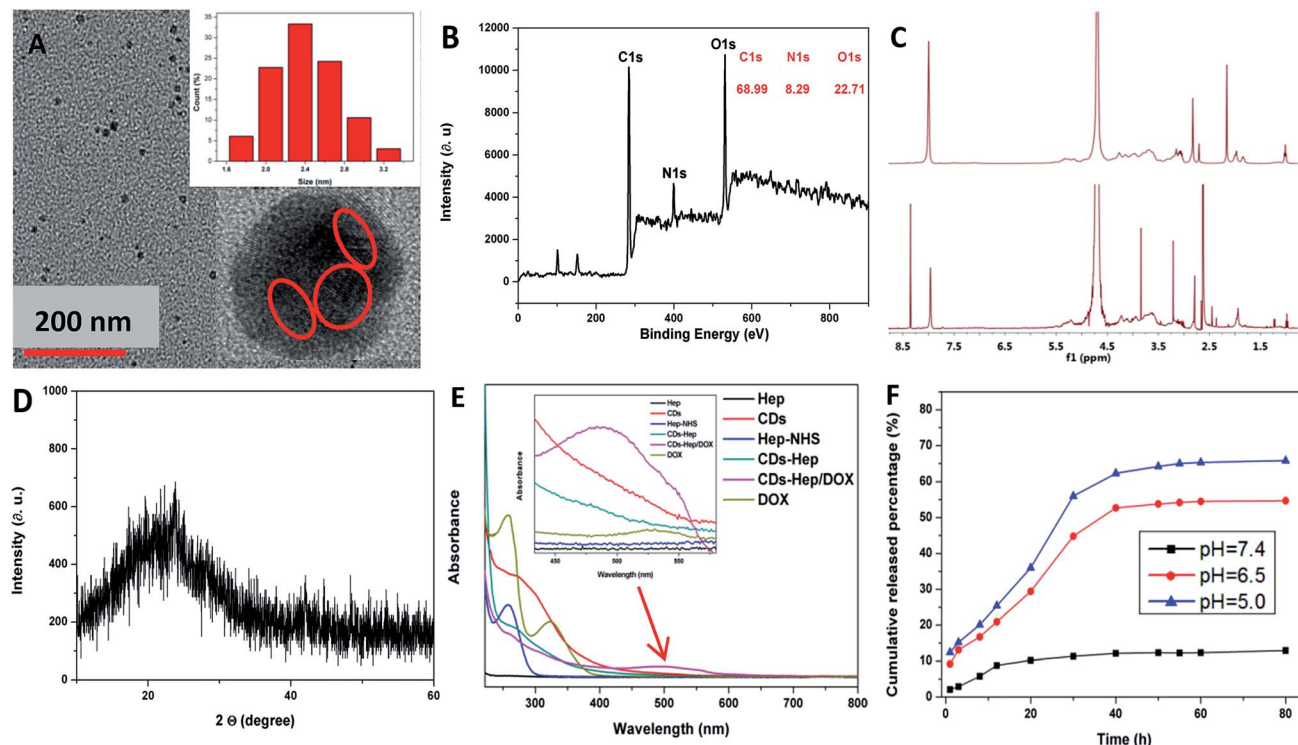 A
Count (%)
35
30
25
20
15
10
5
0
1.6
2.0
2.4
2.8
3.2
Size (nm)
200 nm
B
Intensity (∂. u)
12000
10000
8000
6000
4000
2000
0
C1s
N1s
O1s
C1s N1s O1s
68.99 8.29 22.71
0 200 400 600 800
Binding Energy (eV)
C
8.5 7.5 5.5 4.5 3.5 2.5 1.5
f1 (ppm)
D
Intensity (∂. u.)
1000
800
600
400
200
0
20 40 60
2 Θ (degree)
E
Absorbance
Hep
CDs
Hep-NHS
CDs-Hep
CDs-Hep/DOX
DOX
Absorbance
Hep
CDs
Hep-NHS
CDs-Hep
CDs-Hep/DOX
DOX
450 500 550
Wavelength (nm)
300 400 500 600 700 800
Wavelength (nm)
F
Cumulative released percentage (%)
80
70
60
50
40
30
20
10
0
pH=7.4
pH=6.5
pH=5.0
0 10 20 30 40 50 60 70 80
Time (h)